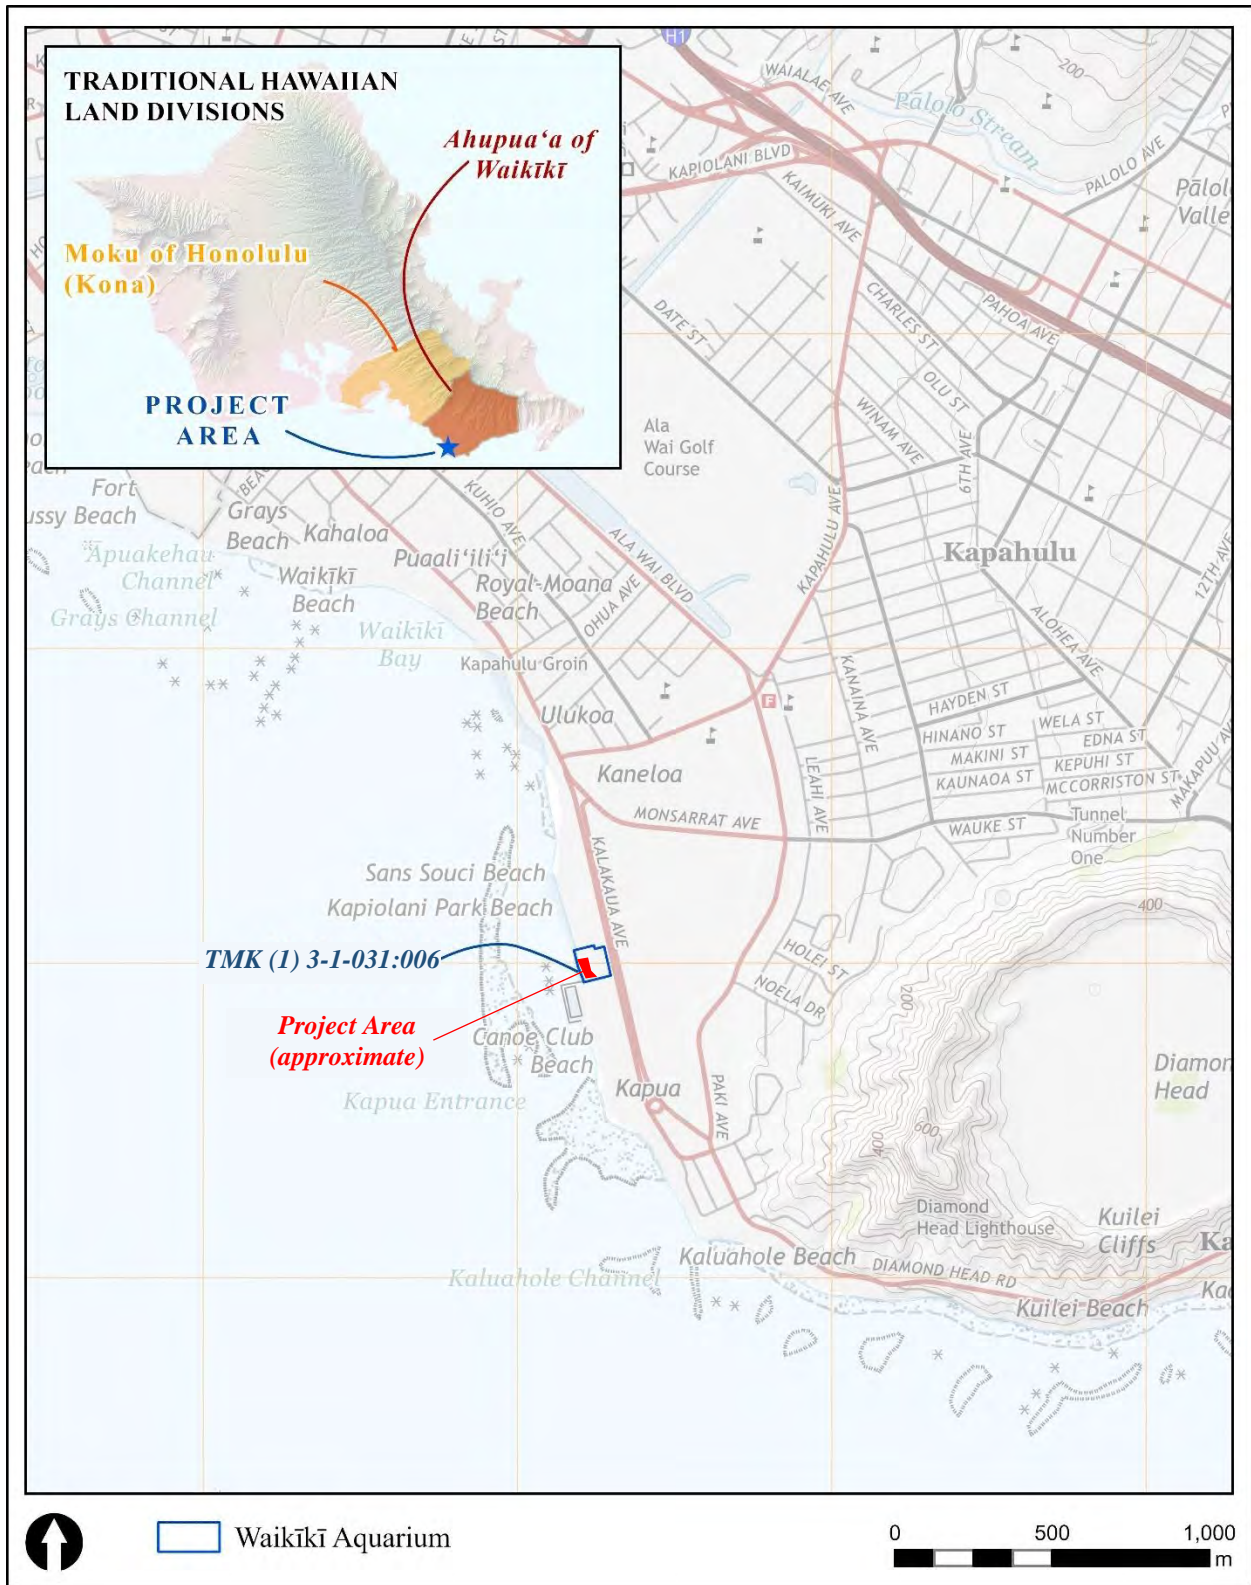 TRADITIONAL HAWAIIAN
LAND DIVISIONS
Ahupuaʻa of
Waikīkī
Moku of Honolulu
(Kona)
PROJECT
AREA
H1
WAIALAE AVE
200
Pālolo Stream
KAPIOLANI BLVD
PALOLO AVE
KAIMUKI AVE
DATE ST
CHARLES ST
PAHOA AVE
OLU ST
WINAM AVE
6TH AVE
Ala
Wai Golf
Course
Fort
ussy Beach
Grays
Beach
Kahaloa
KUHIO AVE
ALA WAI BLVD
KAPAHULU AVE
Kapahulu
12TH AVE
Apuakehau
Channel
Grays Channel
Waikīkī
Beach
Puaaliʻiliʻi
Royal-Moana
Beach
OHUA AVE
ALOHEA AVE
Waikīkī
Bay
Kapahulu Groin
KANAINA AVE
F
Ulukoa
HAYDEN ST
HINANO ST
WELA ST
EDNA ST
MAKINI ST
KEPUHI ST
KAUNAOA ST
MCCORRISTON ST
MAKAPUU AV
Kaneloa
LEAHI AVE
MONSARRAT AVE
WAUKE ST
Tunnel
Number
One
KALAKAUA AVE
Sans Souci Beach
Kapiolani Park Beach
400
TMK (1) 3-1-031:006
HOLEI ST
NOELA DR
200
Project Area
(approximate)
Canoe Club
Beach
Kapua
PAKI AVE
Kapua Entrance
Diamon
Head
600
400
Diamond
Head Lighthouse
Kuilei
Cliffs
Ka
Kaluahole Beach
Kaluahole Channel
DIAMOND HEAD RD
Kuilei Beach
Waikīkī Aquarium
0 500 1,000
m